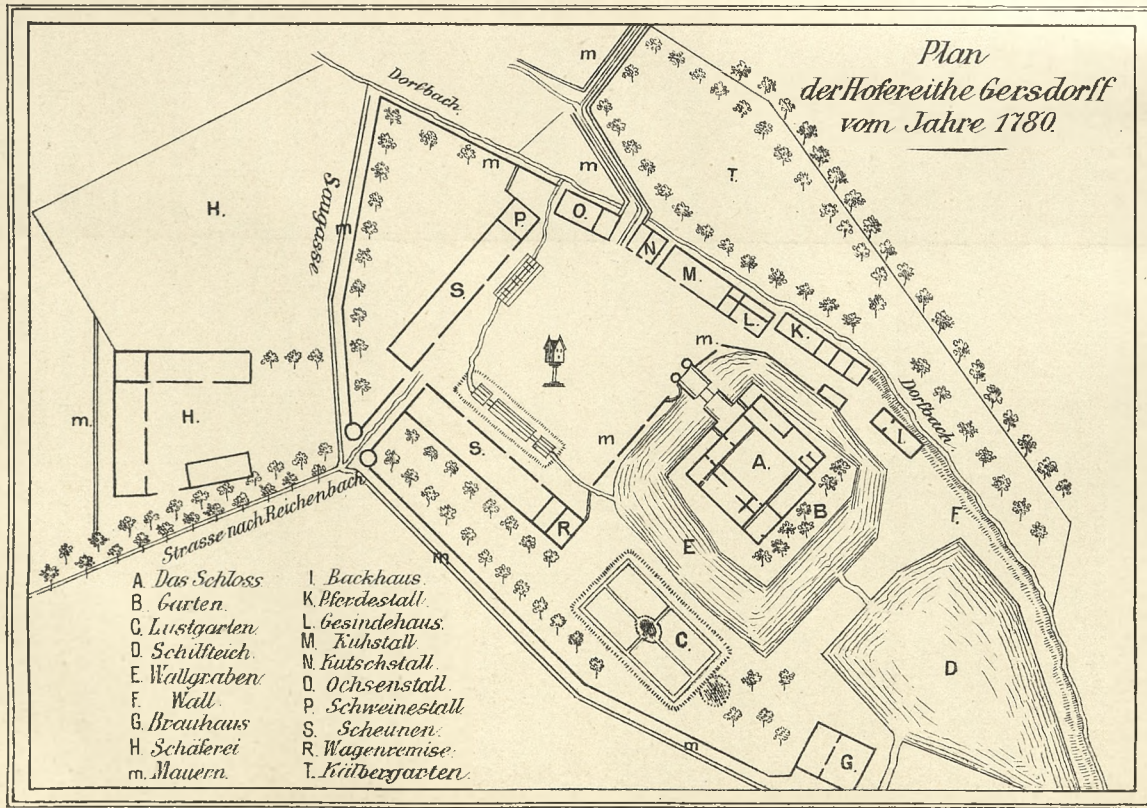 Plan
der Hofereithe Gersdorff
vom Jahre 1780.
Dorfbach.
m
m
m
T.
H.
Saugasse
m
P.
O.
N
M.
S.
L.
K.
m.
m.
H.
m
S.
R
A.
B
E
Dorfbach.
I.
F.
Strasse nach Reichenbach
m
C.
D
m
G.
A. Das Schloss
B Garten.
C. Lustgarten.
O. Schilfteich.
E. Wallgraben.
F. Wall.
G. Brauhaus
H Schäferei
m. Mauern.
I Backhaus.
K. Pferdestall.
L. Gesindehaus.
M Kuhstall
N. Kutschstall.
O. Ochsenstall.
P Schweinestall
S. Scheunen.
R. Wagenremise.
T. Kälbergarten.